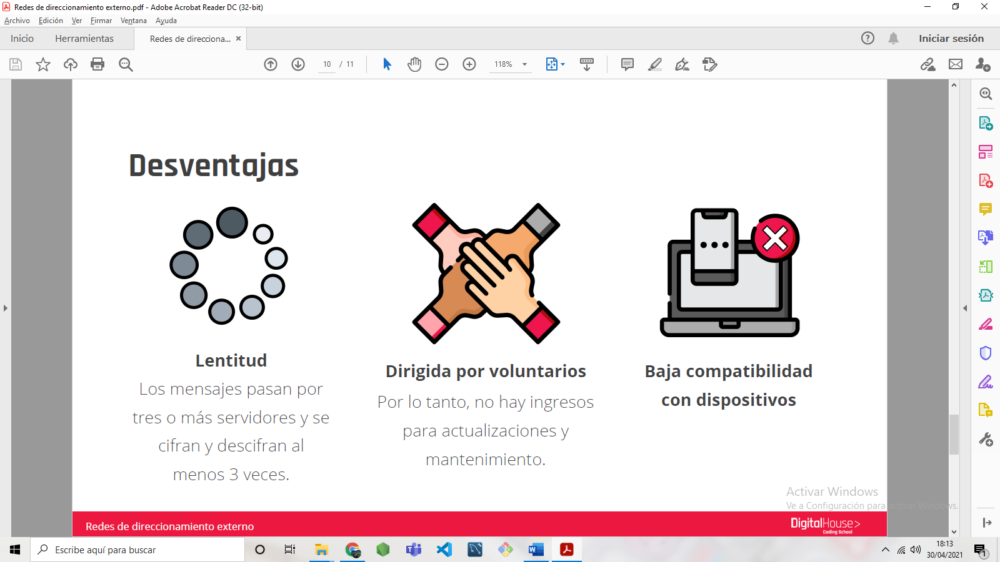 Redes de direccionamiento externo.pdf - Adobe Acrobat Reader DC (32-bit)
Archivo Edición Ver Firmar Ventana Ayuda
Inicio Herramientas Redes de direcciona... × Iniciar sesión
10 / 11 118%
Desventajas
Lentitud
Los mensajes pasan por
tres o más servidores y se
cifran y descifran al
menos 3 veces.
Dirigida por voluntarios
Por lo tanto, no hay ingresos
para actualizaciones y
mantenimiento.
Baja compatibilidad
con dispositivos
Activar Windows
Ve a Configuración para activar Windows.
Redes de direccionamiento externo
DigitalHouse>
Coding School
Escribe aquí para buscar
18:13
30/04/2021
1